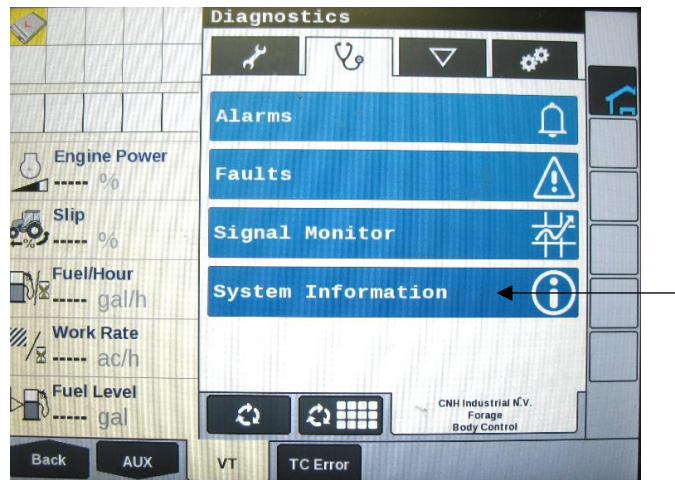 Diagnostics
Alarms
Faults
Signal Monitor
System Information
Engine Power
----- %
Slip
----- %
Fuel/Hour
----- gal/h
Work Rate
----- ac/h
Fuel Level
----- gal
CNH Industrial N.V.
Forage
Body Control
Back
AUX
VT
TC Error